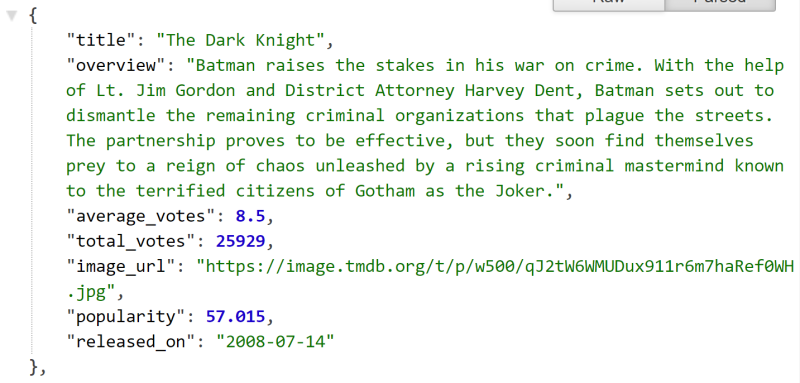 Raw Parsed
{
"title": "The Dark Knight",
"overview": "Batman raises the stakes in his war on crime. With the help
of Lt. Jim Gordon and District Attorney Harvey Dent, Batman sets out to
dismantle the remaining criminal organizations that plague the streets.
The partnership proves to be effective, but they soon find themselves
prey to a reign of chaos unleashed by a rising criminal mastermind known
to the terrified citizens of Gotham as the Joker.",
"average_votes": 8.5,
"total_votes": 25929,
"image_url": "https://image.tmdb.org/t/p/w500/qJ2tW6WMUDux911r6m7haRef0WH
.jpg",
"popularity": 57.015,
"released_on": "2008-07-14"
},